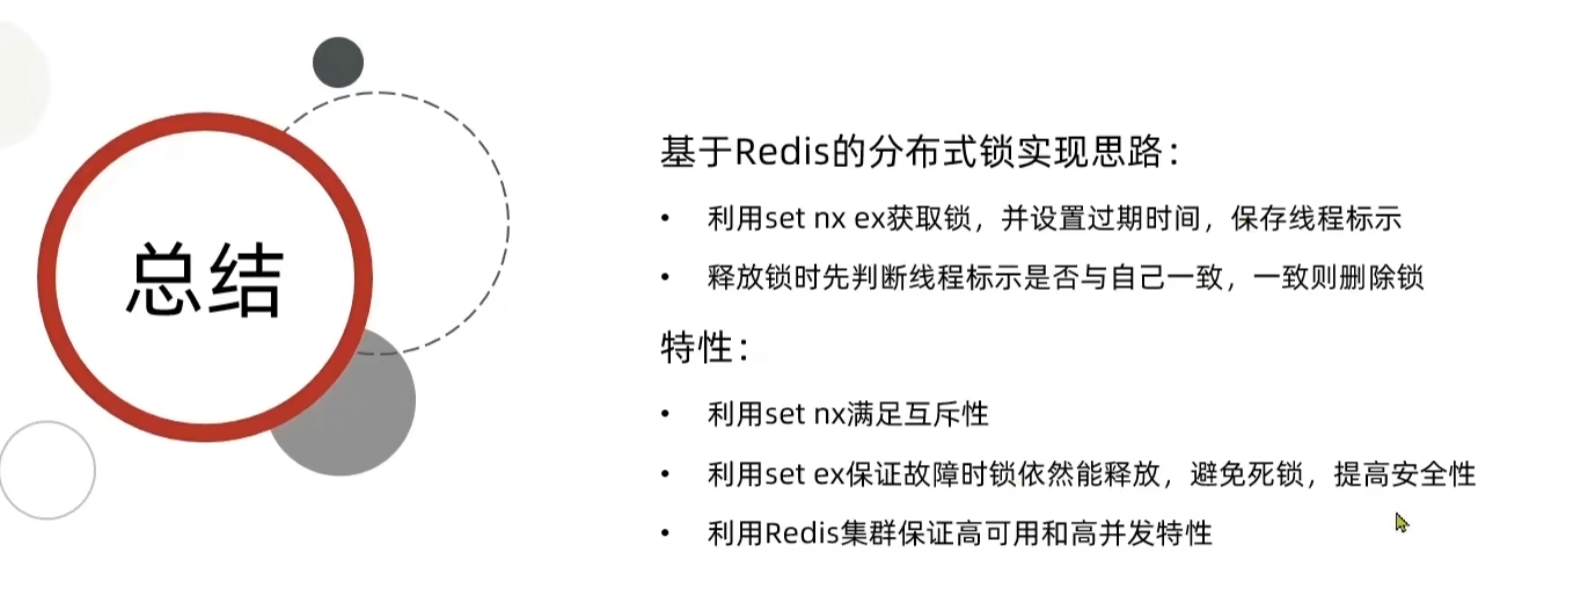 总结
基于Redis的分布式锁实现思路：
• 利用set nx ex获取锁，并设置过期时间，保存线程标示
• 释放锁时先判断线程标示是否与自己一致，一致则删除锁
特性：
• 利用set nx满足互斥性
• 利用set ex保证故障时锁依然能释放，避免死锁，提高安全性
• 利用Redis集群保证高可用和高并发特性